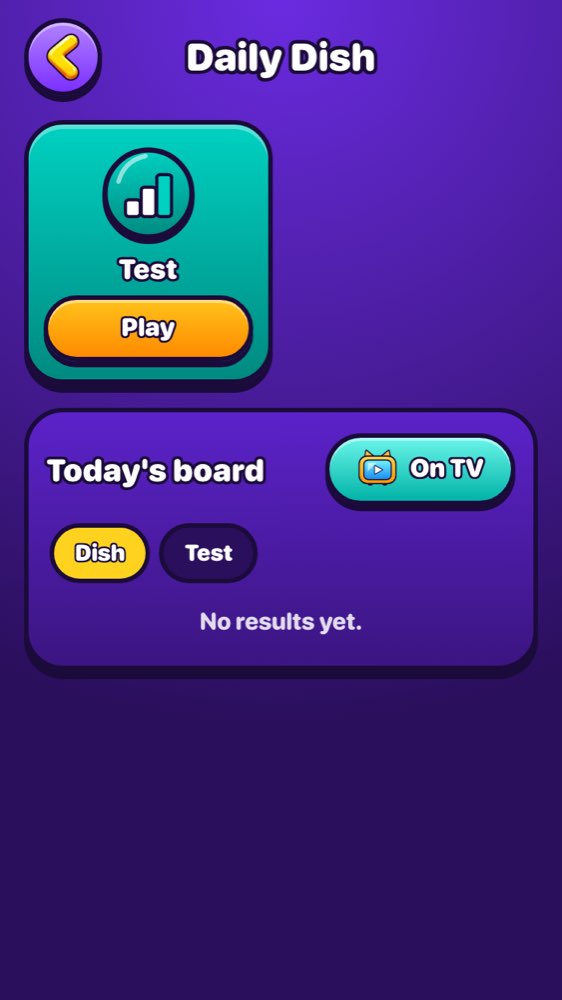 Daily Dish
Test
Play
Today's board
On TV
Dish
Test
No results yet.